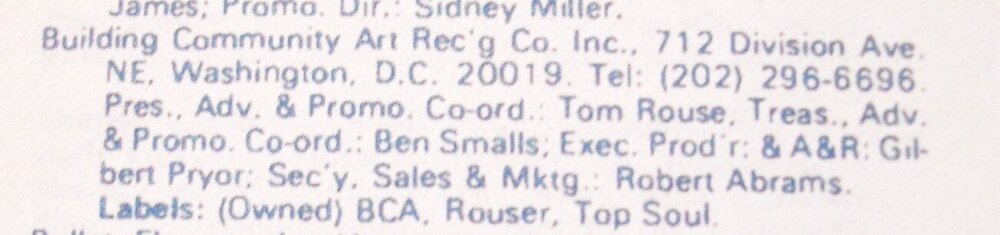 James; Promo. Dir.: Sidney Miller.
Building Community Art Rec'g Co. Inc., 712 Division Ave.
NE, Washington, D.C. 20019. Tel: (202) 296-6696.
Pres., Adv. & Promo. Co-ord.: Tom Rouse, Treas., Adv.
& Promo. Co-ord.: Ben Smalls; Exec. Prod'r: & A&R: Gil-
bert Pryor; Sec'y, Sales & Mktg.: Robert Abrams.
Labels: (Owned) BCA, Rouser, Top Soul.